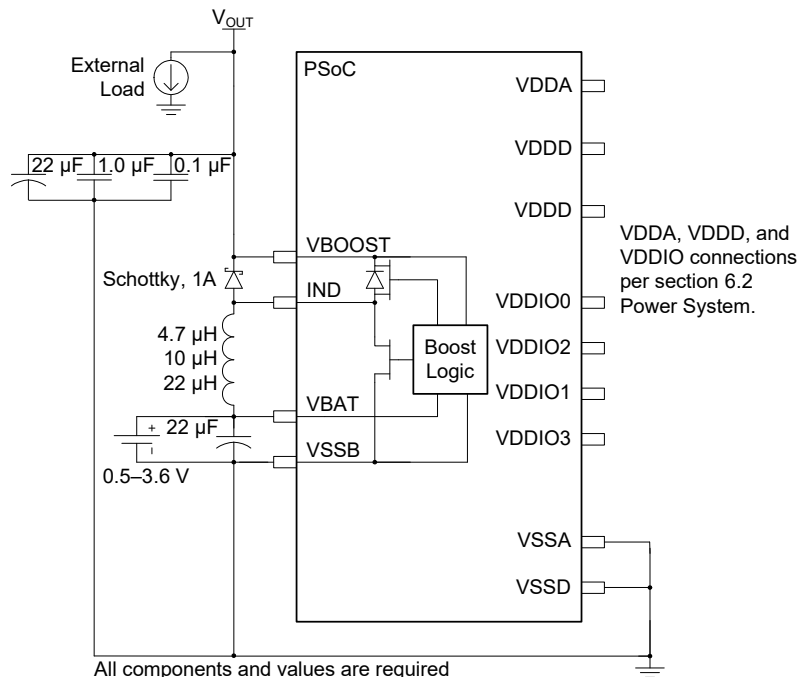 VOUT
External
Load
PSoC
VDDA
VDDD
VDDD
22 µF
1.0 µF
0.1 µF
VDDA, VDDD, and
VDDIO connections
per section 6.2
Power System.
VBOOST
Schottky, 1A
IND
VDDIO0
4.7 µH
10 µH
22 µH
Boost
Logic
VDDIO2
VDDIO1
VBAT
22 µF
+
-
VDDIO3
VSSB
0.5–3.6 V
VSSA
VSSD
All components and values are required